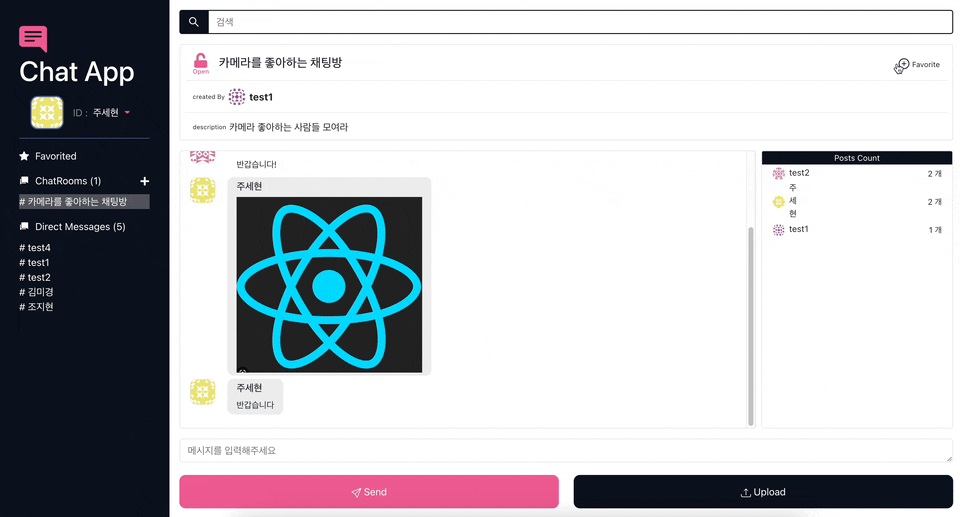 Chat App
ID : 주세현
Favorited
ChatRooms (1)
# 카메라를 좋아하는 채팅방
Direct Messages (5)
# test4
# test1
# test2
# 김미경
# 조지현
검색
Open
카메라를 좋아하는 채팅방
Favorite
created By test1
description 카메라 좋아하는 사람들 모여라
반갑습니다!
주세현
주세현
반갑습니다
Posts Count
test2 2 개
주
세 2 개
현
test1 1 개
메시지를 입력해주세요
Send
Upload